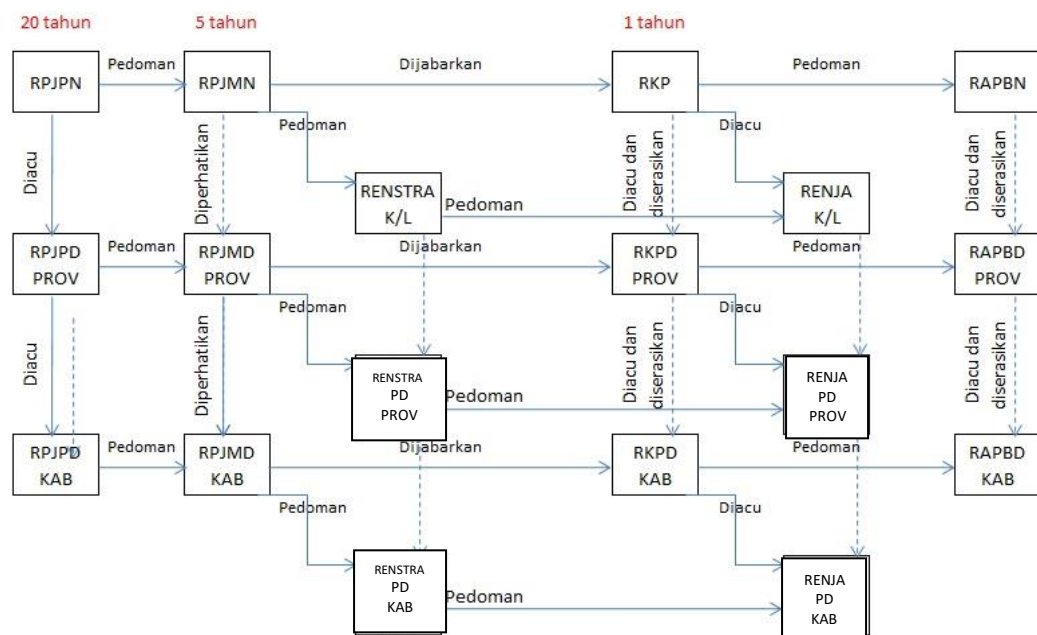 20 tahun
5 tahun
1 tahun
RPJPN
Pedoman
RPJMN
Dijabarkan
RKP
Pedoman
RAPBN
Diacu
Diperhatikan
Pedoman
Diacu dan
diserasikan
Diacu
Diacu dan
diserasikan
RENSTRA
K/L
Pedoman
RENJA
K/L
RPJPD
PROV
Pedoman
RPJMD
PROV
Dijabarkan
RKPD
PROV
Pedoman
RAPBD
PROV
Diacu
Diperhatikan
Pedoman
Diacu dan
diserasikan
Diacu
Diacu dan
diserasikan
RENSTRA
PD
PROV
Pedoman
RENJA
PD
PROV
RPJPD
KAB
Pedoman
RPJMD
KAB
Dijabarkan
RKPD
KAB
Pedoman
RAPBD
KAB
Pedoman
Diacu
RENSTRA
PD
KAB
Pedoman
RENJA
PD
KAB